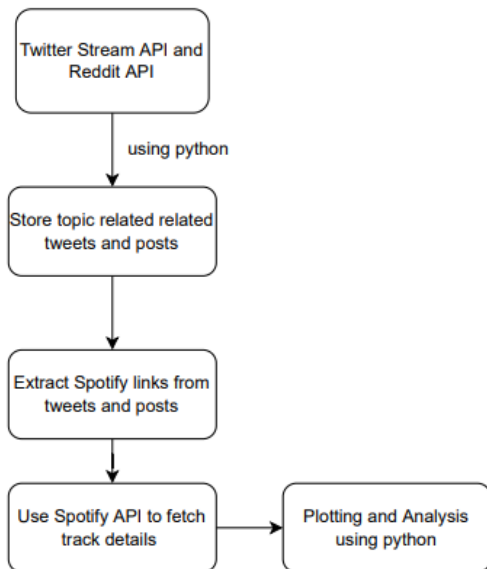 Twitter Stream API and
Reddit API
using python
Store topic related related
tweets and posts
Extract Spotify links from
tweets and posts
Use Spotify API to fetch
track details
Plotting and Analysis
using python